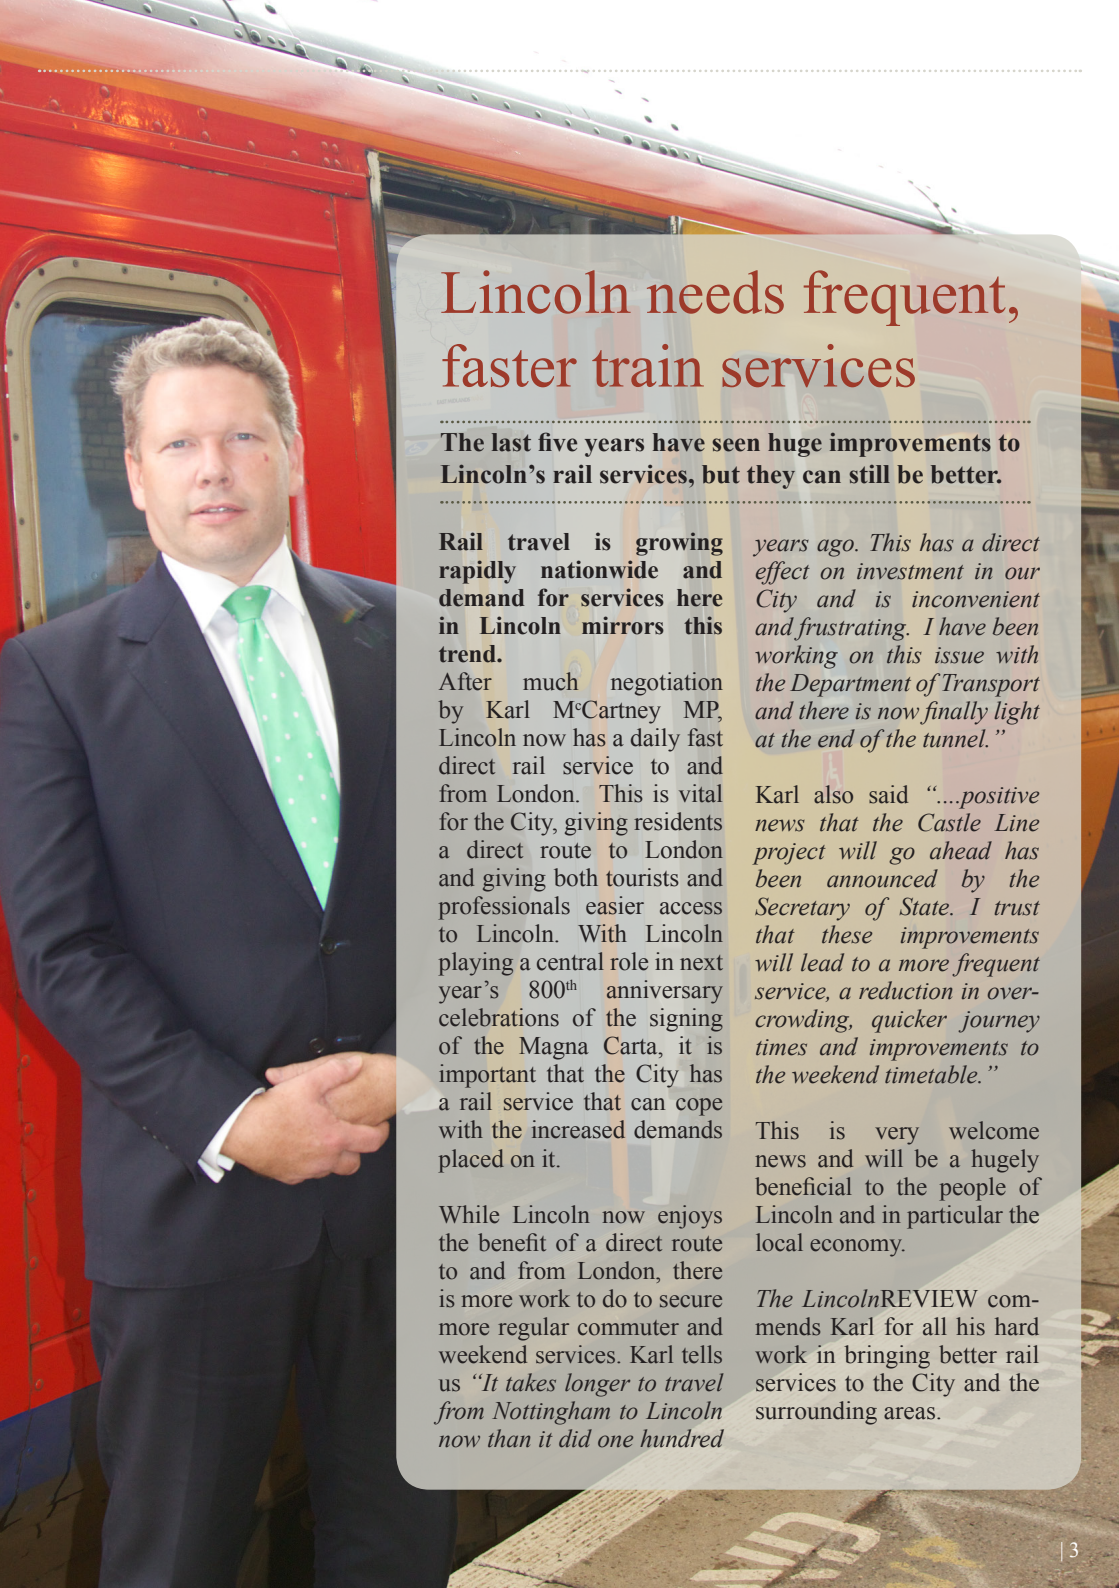 Lincoln needs frequent,
faster train services
The last five years have seen huge improvements to
Lincoln’s rail services, but they can still be better.
Rail travel is growing
rapidly nationwide and
demand for services here
in Lincoln mirrors this
trend.
After much negotiation
by Karl McCartney MP,
Lincoln now has a daily fast
direct rail service to and
from London. This is vital
for the City, giving residents
a direct route to London
and giving both tourists and
professionals easier access
to Lincoln. With Lincoln
playing a central role in next
year’s 800th anniversary
celebrations of the signing
of the Magna Carta, it is
important that the City has
a rail service that can cope
with the increased demands
placed on it.
While Lincoln now enjoys
the benefit of a direct route
to and from London, there
is more work to do to secure
more regular commuter and
weekend services. Karl tells
us “It takes longer to travel
from Nottingham to Lincoln
now than it did one hundred
years ago. This has a direct
effect on investment in our
City and is inconvenient
and frustrating. I have been
working on this issue with
the Department of Transport
and there is now finally light
at the end of the tunnel.”
Karl also said “....positive
news that the Castle Line
project will go ahead has
been announced by the
Secretary of State. I trust
that these improvements
will lead to a more frequent
service, a reduction in over-
crowding, quicker journey
times and improvements to
the weekend timetable.”
This is very welcome
news and will be a hugely
beneficial to the people of
Lincoln and in particular the
local economy.
The LincolnREVIEW com-
mends Karl for all his hard
work in bringing better rail
services to the City and the
surrounding areas.
| 3